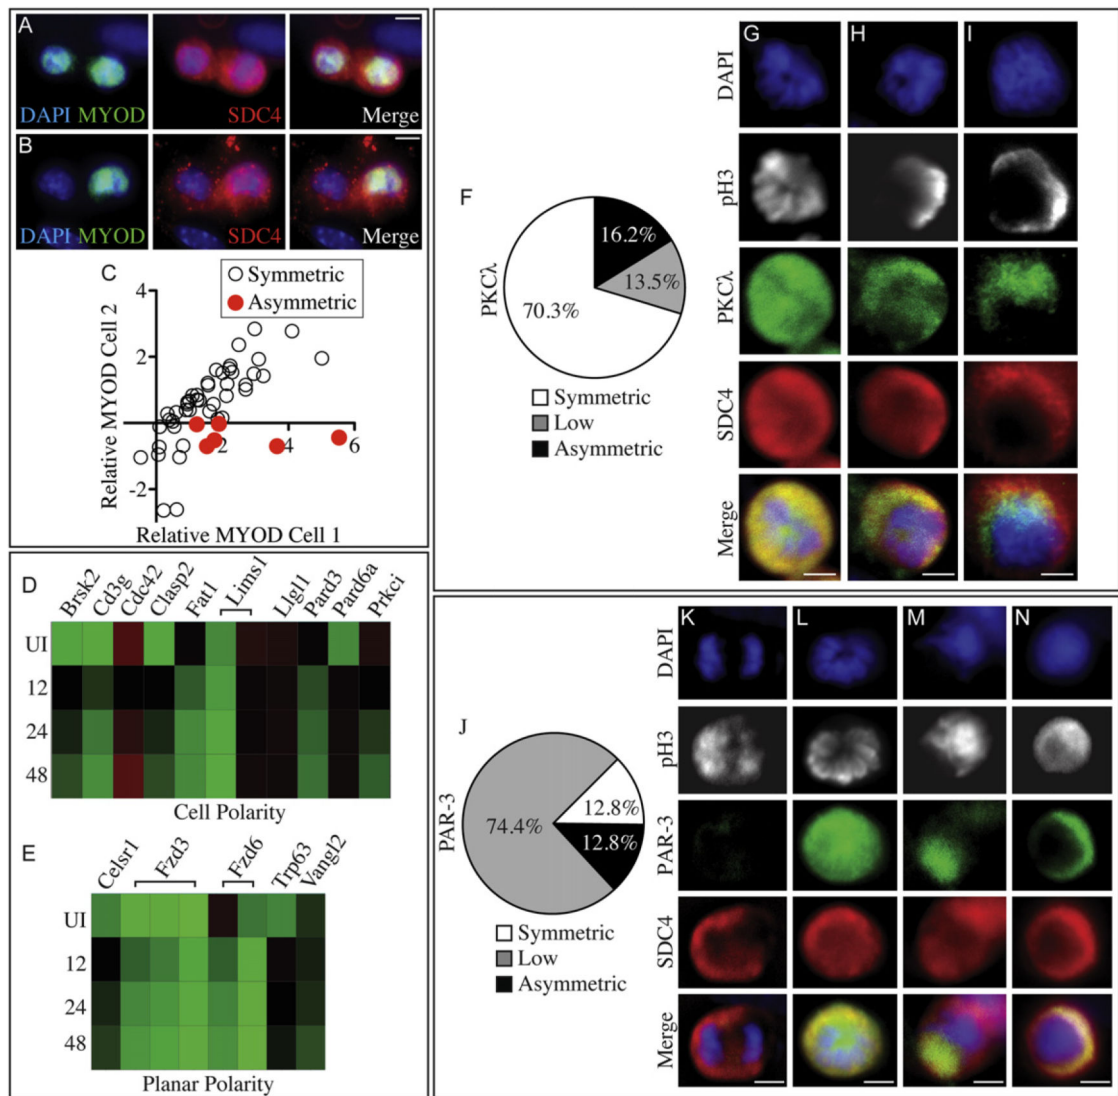 A
DAPI MYOD
SDC4
Merge
B
DAPI MYOD
SDC4
Merge
C
Symmetric
Asymmetric
Relative MYOD Cell 2
4
2
-2
2
4
6
Relative MYOD Cell 1
D
Brsk2
Cd3g
Cdc42
Clasp2
Fat1
Lims1
Llgl1
Pard3
Pard6a
Prkci
UI
12
24
48
Cell Polarity
E
Celsr1
Fzd3
Fzd6
Trp63
Vangl2
UI
12
24
48
Planar Polarity
F
PKCλ
16.2%
13.5%
70.3%
Symmetric
Low
Asymmetric
G
H
I
DAPI
pH3
PKCλ
SDC4
Merge
J
PAR-3
12.8%
74.4%
12.8%
Symmetric
Low
Asymmetric
K
L
M
N
DAPI
pH3
PAR-3
SDC4
Merge